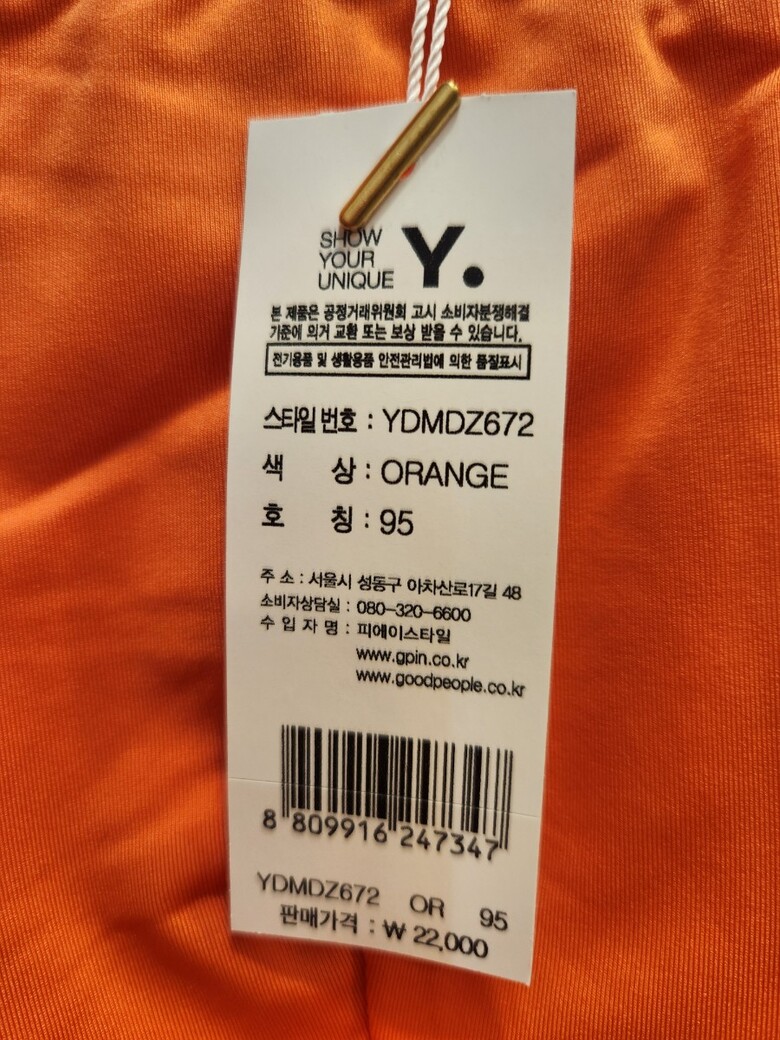 SHOW
YOUR
UNIQUE
Y.
본 제품은 공정거래위원회 고시 소비자분쟁해결
기준에 의거 교환 또는 보상 받을 수 있습니다.
전기용품 및 생활용품 안전관리법에 의한 품질표시
스타일번호 : YDMDZ672
색 상 : ORANGE
호 칭 : 95
주 소 : 서울시 성동구 아차산로17길 48
소비자상담실 : 080-320-6600
수 입 자 명 : 피에이스타일
www.gpin.co.kr
www.goodpeople.co.kr
8 809916 247347
YDMDZ672 OR 95
판매가격 : ₩ 22,000